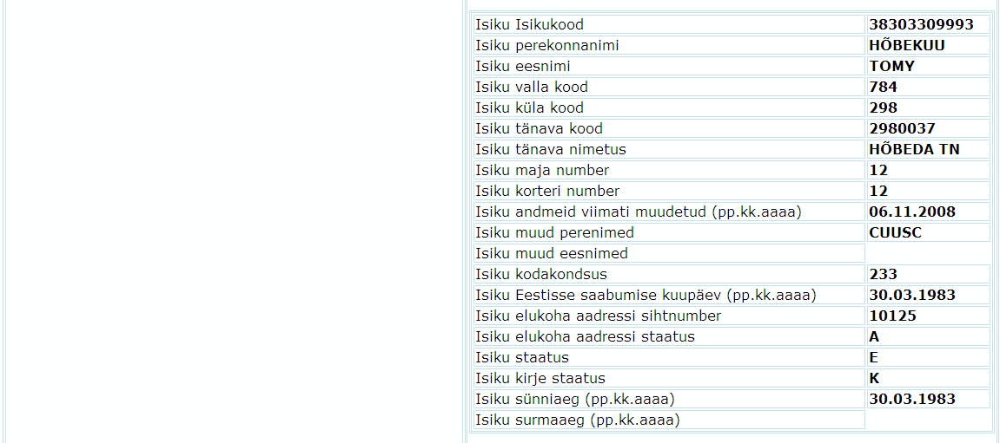 Isiku Isikukood 38303309993
Isiku perekonnanimi HÕBEKUU
Isiku eesnimi TOMY
Isiku valla kood 784
Isiku küla kood 298
Isiku tänava kood 2980037
Isiku tänava nimetus HÕBEDA TN
Isiku maja number 12
Isiku korteri number 12
Isiku andmeid viimati muudetud (pp.kk.aaaa) 06.11.2008
Isiku muud perenimed CUUSC
Isiku muud eesnimed
Isiku kodakondsus 233
Isiku Eestisse saabumise kuupäev (pp.kk.aaaa) 30.03.1983
Isiku elukoha aadressi sihtnumber 10125
Isiku elukoha aadressi staatus A
Isiku staatus E
Isiku kirje staatus K
Isiku sünniaeg (pp.kk.aaaa) 30.03.1983
Isiku surmaaeg (pp.kk.aaaa)